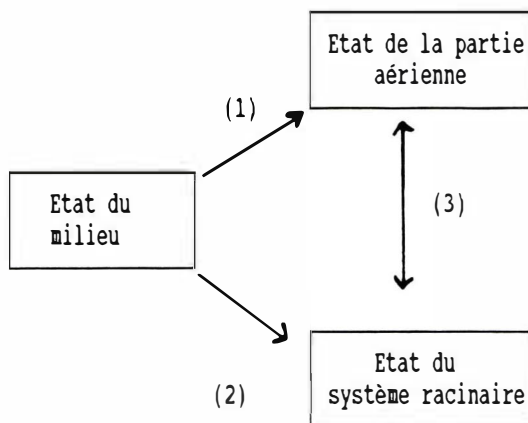 Etat de la partie
aérienne
(1)
Etat du
milieu
(3)
Etat du
système racinaire
(2)